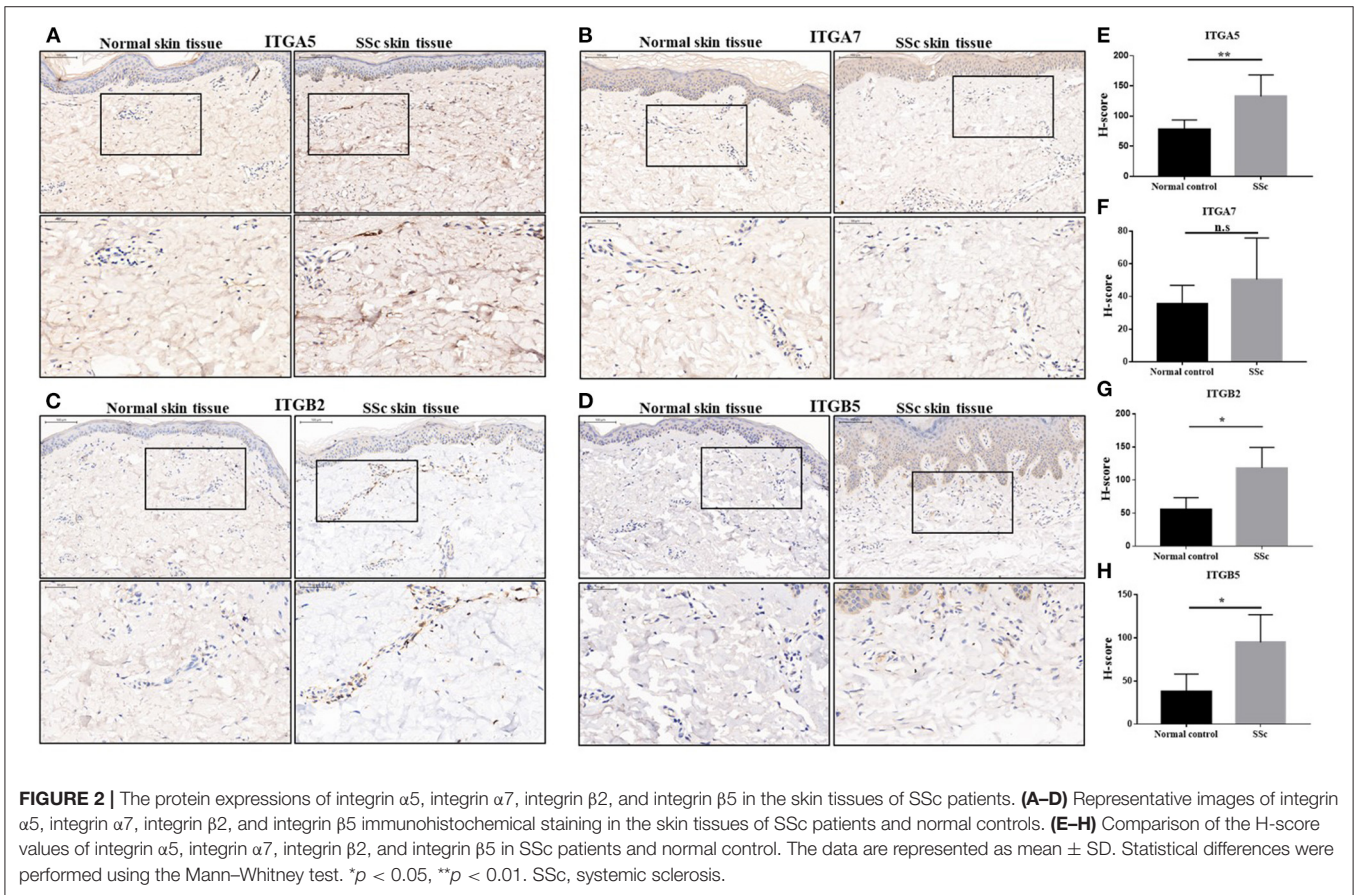 A
Normal skin tissue ITGA5 SSc skin tissue
B
Normal skin tissue ITGA7 SSc skin tissue
C
Normal skin tissue ITGB2 SSc skin tissue
D
Normal skin tissue ITGB5 SSc skin tissue
E
ITGA5
**
H-score
200
150
100
50
0
Normal control SSc
F
ITGA7
n.s
H-score
80
60
40
20
0
Normal control SSc
G
ITGB2
*
H-score
200
150
100
50
0
Normal control SSc
H
ITGB5
*
H-score
150
100
50
0
Normal control SSc
FIGURE 2 | The protein expressions of integrin α5, integrin α7, integrin β2, and integrin β5 in the skin tissues of SSc patients. (A–D) Representative images of integrin
α5, integrin α7, integrin β2, and integrin β5 immunohistochemical staining in the skin tissues of SSc patients and normal controls. (E–H) Comparison of the H-score
values of integrin α5, integrin α7, integrin β2, and integrin β5 in SSc patients and normal control. The data are represented as mean ± SD. Statistical differences were
performed using the Mann–Whitney test. *p < 0.05, **p < 0.01. SSc, systemic sclerosis.